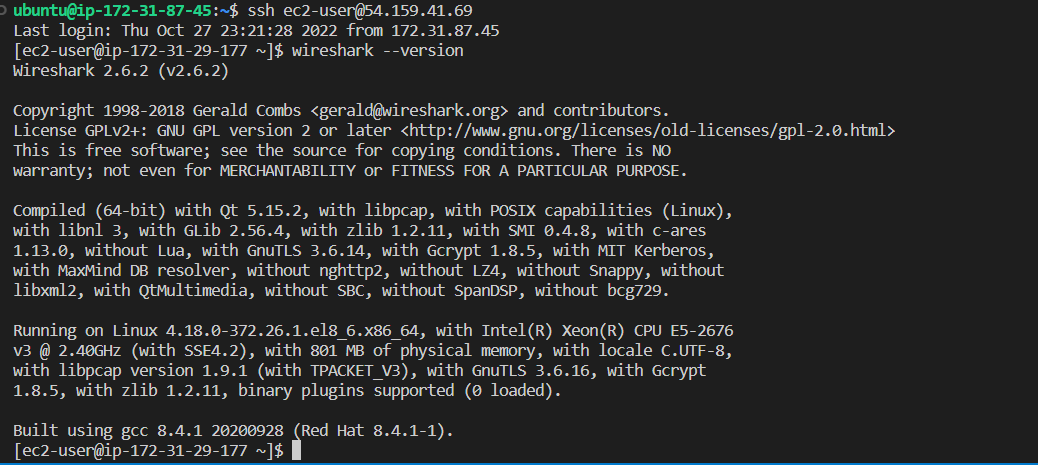 ubuntu@ip-172-31-87-45:~$ ssh ec2-user@54.159.41.69
Last login: Thu Oct 27 23:21:28 2022 from 172.31.87.45
[ec2-user@ip-172-31-29-177 ~]$ wireshark --version
Wireshark 2.6.2 (v2.6.2)

Copyright 1998-2018 Gerald Combs <gerald@wireshark.org> and contributors.
License GPLv2+: GNU GPL version 2 or later <http://www.gnu.org/licenses/old-licenses/gpl-2.0.html>
This is free software; see the source for copying conditions. There is NO
warranty; not even for MERCHANTABILITY or FITNESS FOR A PARTICULAR PURPOSE.

Compiled (64-bit) with Qt 5.15.2, with libpcap, with POSIX capabilities (Linux),
with libnl 3, with GLib 2.56.4, with zlib 1.2.11, with SMI 0.4.8, with c-ares
1.13.0, without Lua, with GnuTLS 3.6.14, with Gcrypt 1.8.5, with MIT Kerberos,
with MaxMind DB resolver, without nghttp2, without LZ4, without Snappy, without
libxml2, with QtMultimedia, without SBC, without SpanDSP, without bcg729.

Running on Linux 4.18.0-372.26.1.el8_6.x86_64, with Intel(R) Xeon(R) CPU E5-2676
v3 @ 2.40GHz (with SSE4.2), with 801 MB of physical memory, with locale C.UTF-8,
with libpcap version 1.9.1 (with TPACKET_V3), with GnuTLS 3.6.16, with Gcrypt
1.8.5, with zlib 1.2.11, binary plugins supported (0 loaded).

Built using gcc 8.4.1 20200928 (Red Hat 8.4.1-1).
[ec2-user@ip-172-31-29-177 ~]$